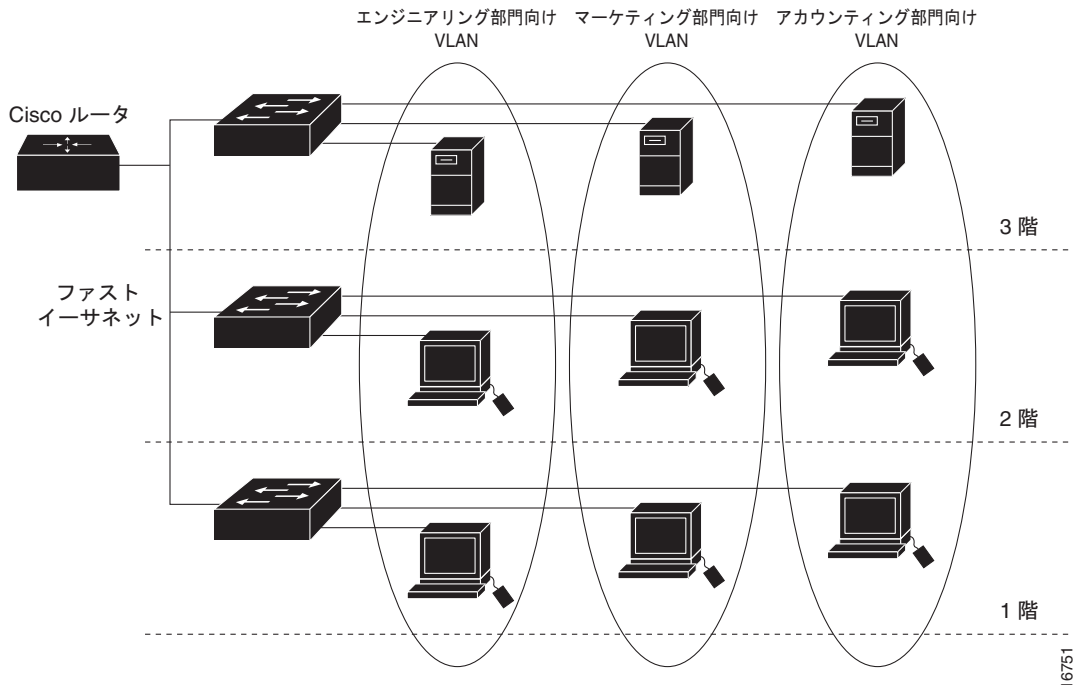 エンジニアリング部門向け
VLAN
マーケティング部門向け
VLAN
アカウンティング部門向け
VLAN
Cisco ルータ
3 階
ファスト
イーサネット
2 階
1 階
16751